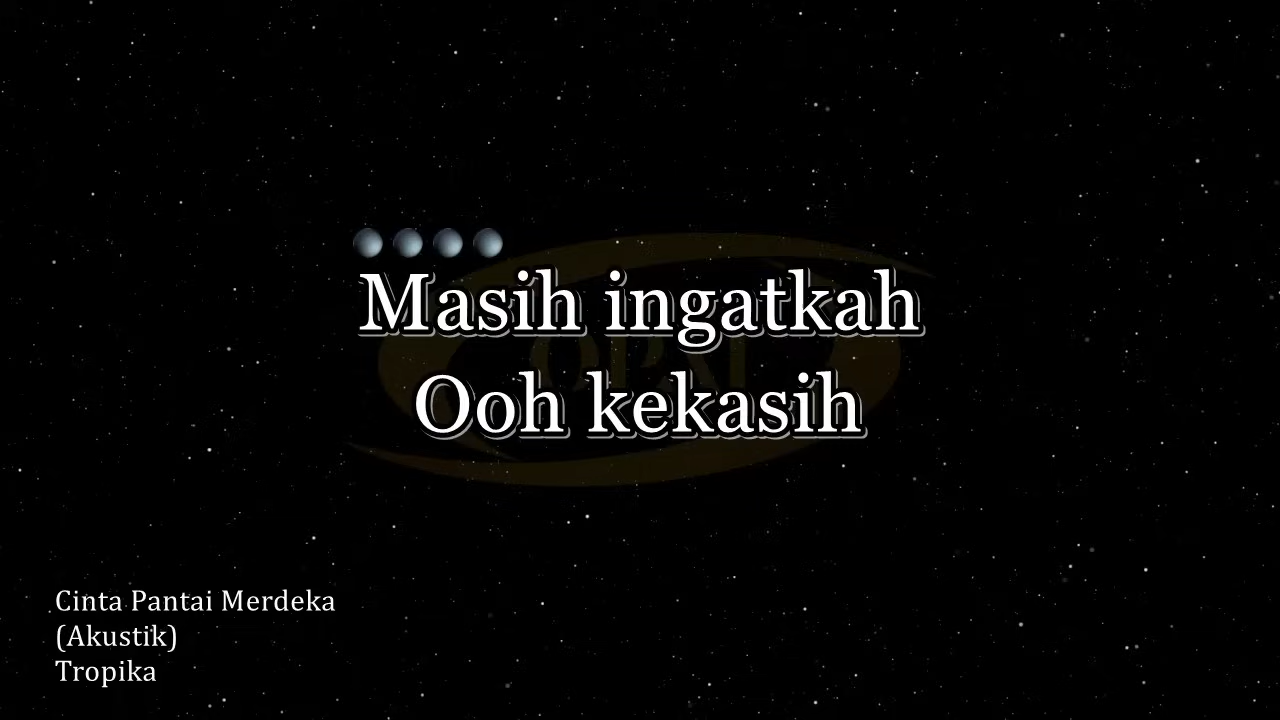 Masih ingatkah
Ooh kekasih
Cinta Pantai Merdeka
(Akustik)
Tropika